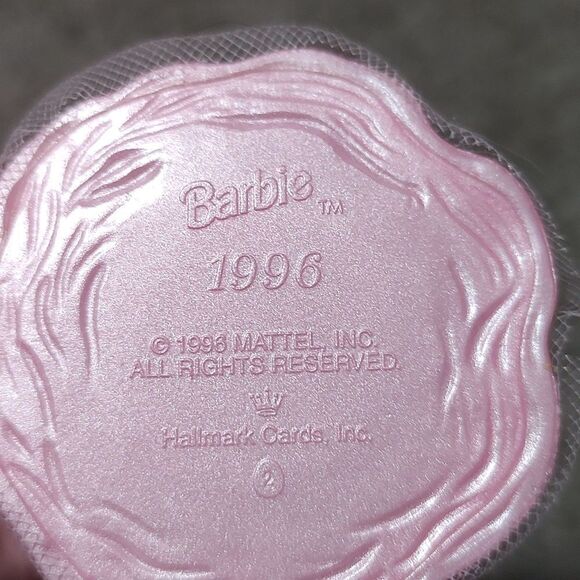 Barbie TM
1996
© 1996 MATTEL, INC.
ALL RIGHTS RESERVED.
Hallmark Cards, Inc.
2